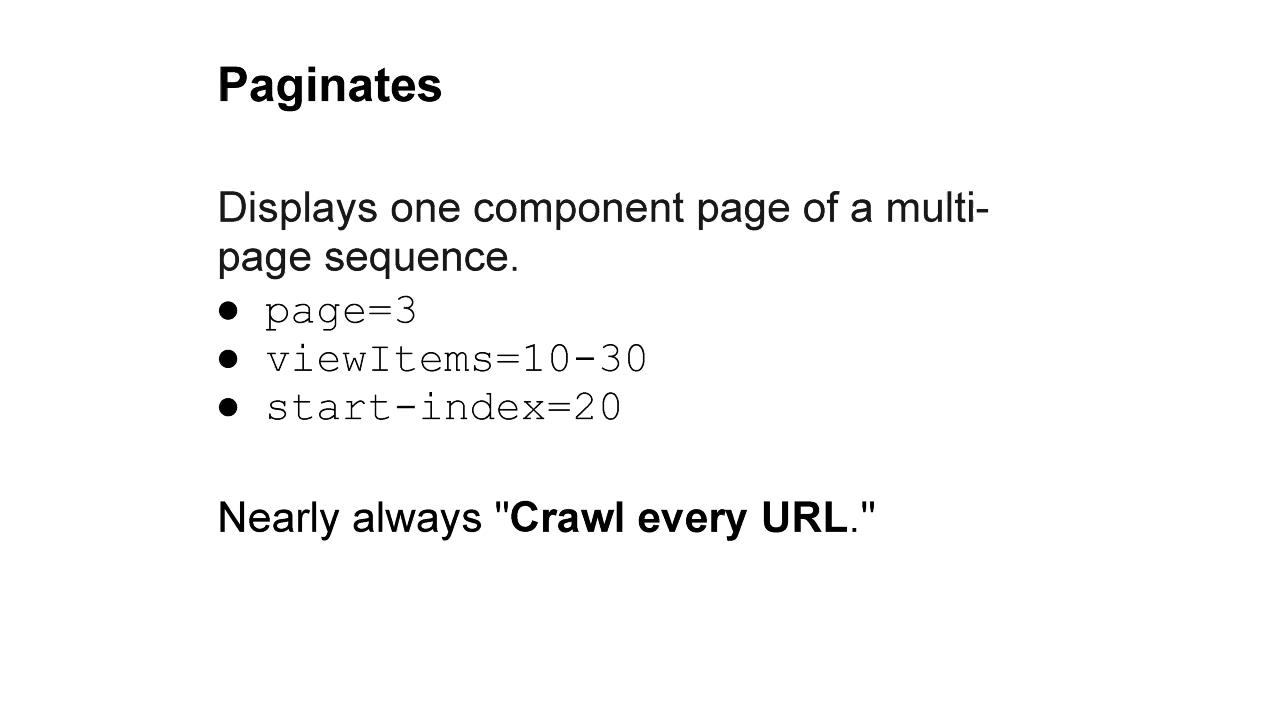 Paginates
Displays one component page of a multi-
page sequence.
● page=3
● viewItems=10-30
● start-index=20
Nearly always "Crawl every URL."